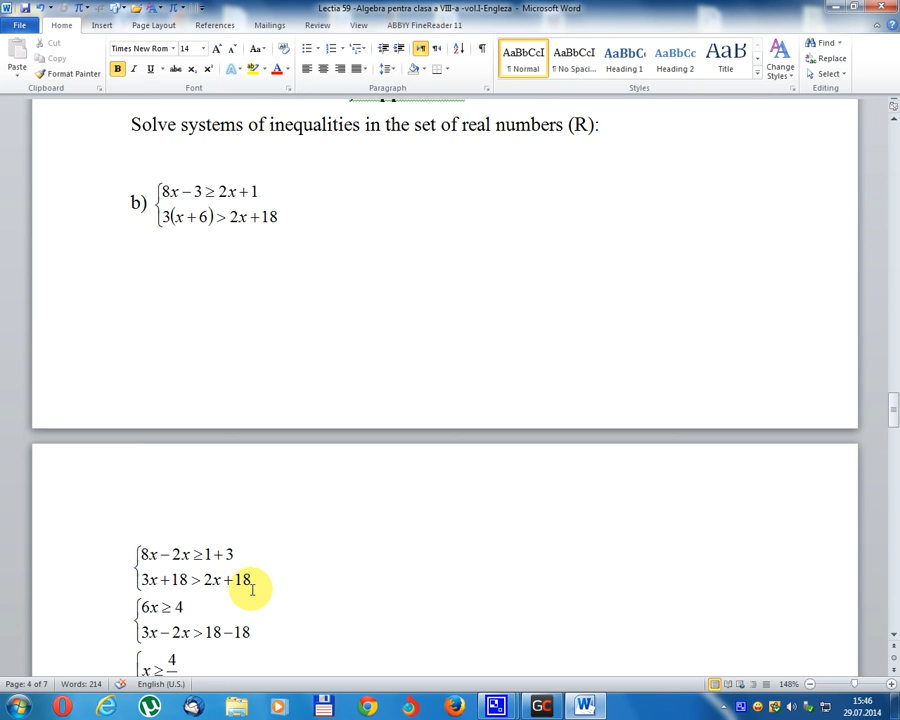 Lectia 59 -Algebra pentra clasa a VIII-a -vol.I-Engleza - Microsoft Word
File Home Insert Page Layout References Mailings Review View ABBYY FineReader 11
Paste
Cut
Copy
Format Painter
Clipboard
Times New Rom 14
B I U abc x₂ x²
Font
Paragraph
AaBbCcI AaBbCcI AaBbC AaBbC AaB
¶ Normal ¶ No Spaci... Heading 1 Heading 2 Title
Change Styles
Styles
Find
Replace
Select
Editing
Solve systems of inequalities in the set of real numbers (R):
b) {8x − 3 ≥ 2x + 1
3(x + 6) > 2x + 18
{8x − 2x ≥ 1 + 3
3x + 18 > 2x + 18
{6x ≥ 4
3x − 2x > 18 − 18
{x ≥ 4
Page: 4 of 7 Words: 214 English (U.S.) 148%
15:46
29.07.2014